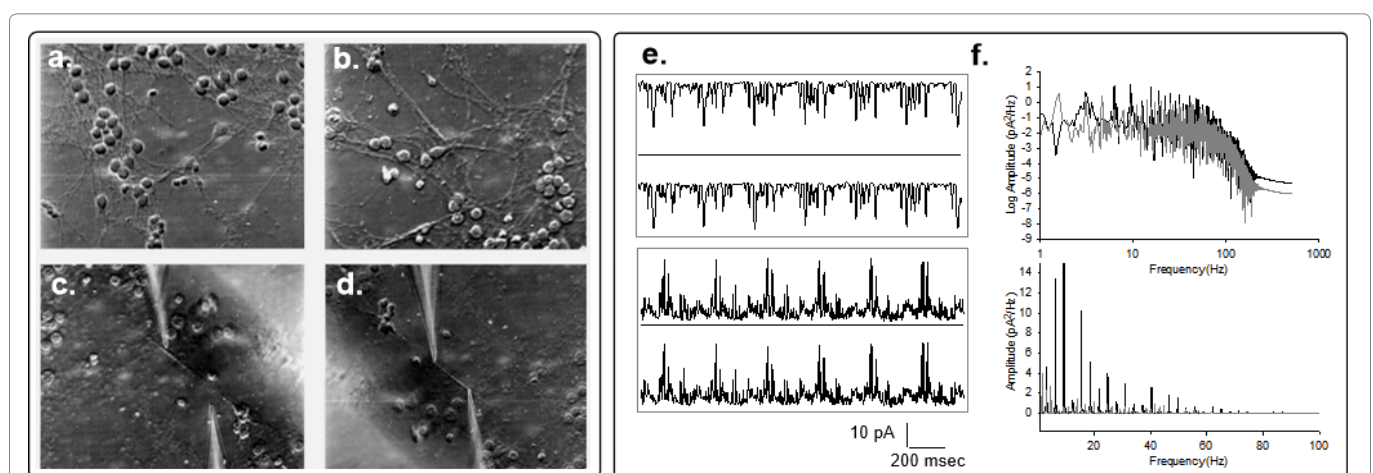 a.
b.
c.
d.
e.
10 pA
200 msec
f.
Log Amplitude (pA²/Hz)
2
1
0
-1
-2
-3
-4
-5
-6
-7
-8
-9
1
10
100
1000
Frequency(Hz)
Amplitude (pA²/Hz)
14
12
10
8
6
4
2
0
20
40
60
80
100
Frequency(Hz)